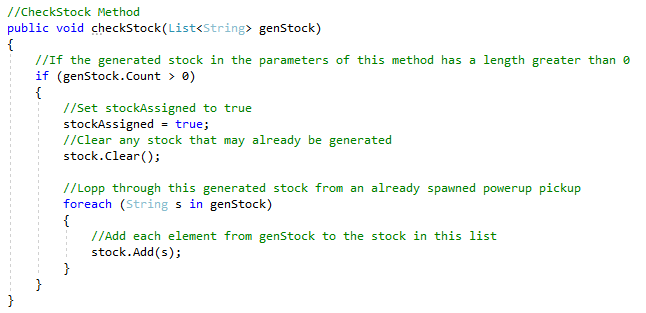 //CheckStock Method
public void checkStock(List<String> genStock)
{
//If the generated stock in the parameters of this method has a length greater than 0
if (genStock.Count > 0)
{
//Set stockAssigned to true
stockAssigned = true;
//Clear any stock that may already be generated
stock.Clear();
//Lopp through this generated stock from an already spawned powerup pickup
foreach (String s in genStock)
{
//Add each element from genStock to the stock in this list
stock.Add(s);
}
}
}